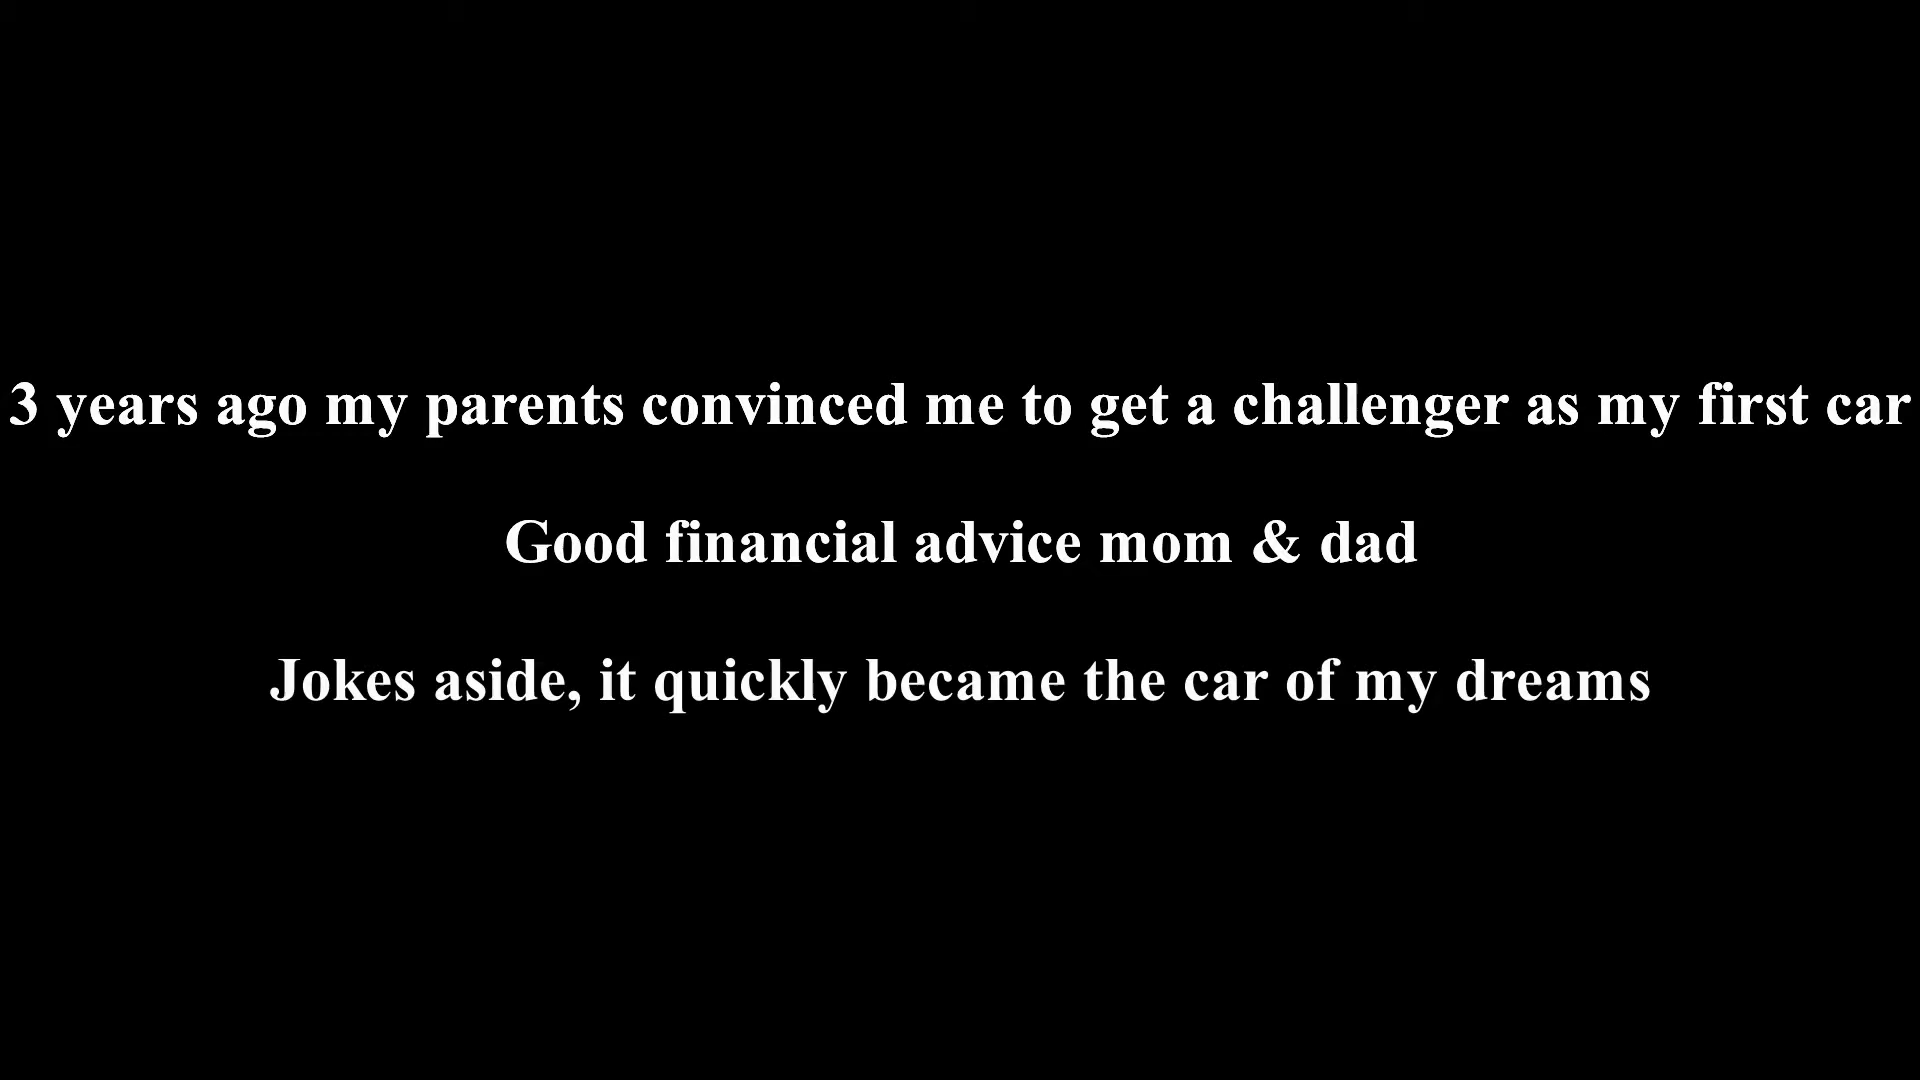 3 years ago my parents convinced me to get a challenger as my first car
Good financial advice mom & dad
Jokes aside, it quickly became the car of my dreams